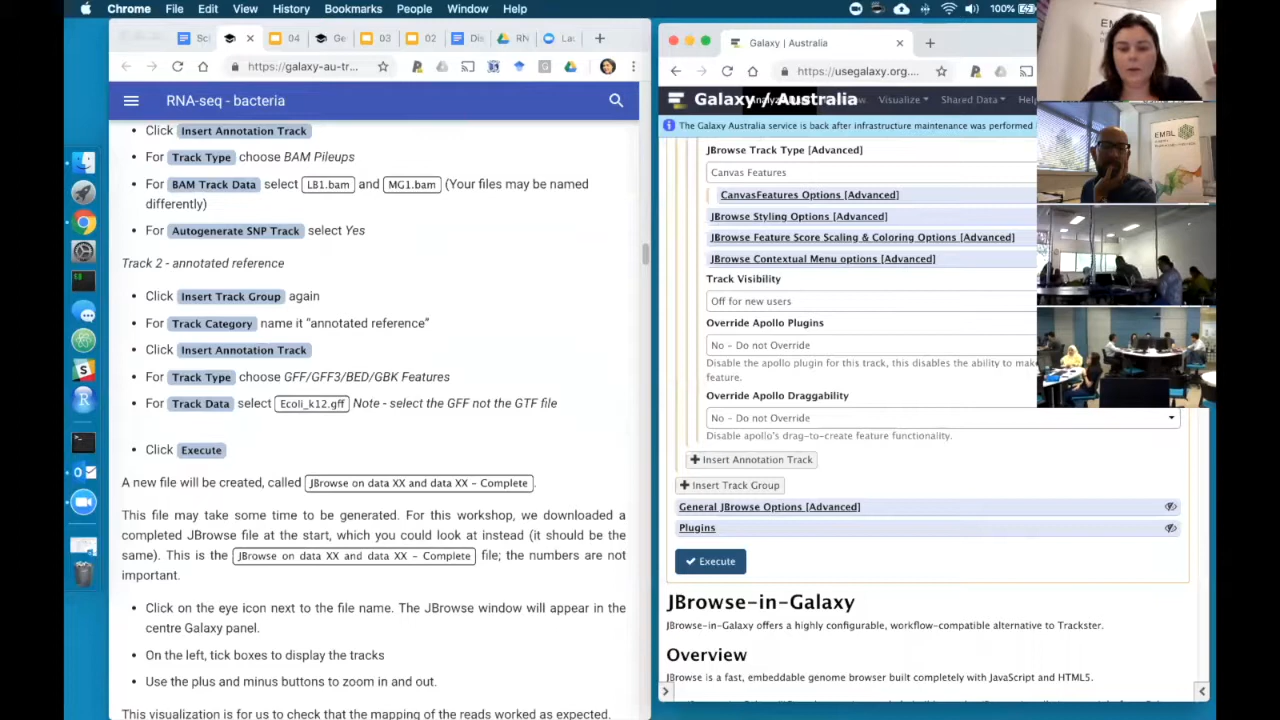 Chrome File Edit View History Bookmarks People Window Help 100%
04 Ge 03 02 RN La
https://galaxy-au-tr...
RNA-seq - bacteria
• Click Insert Annotation Track
• For Track Type choose BAM Pileups
• For BAM Track Data select LB1.bam and MG1.bam (Your files may be named
differently)
• For Autogenerate SNP Track select Yes
Track 2 - annotated reference
• Click Insert Track Group again
• For Track Category name it “annotated reference”
• Click Insert Annotation Track
• For Track Type choose GFF/GFF3/BED/GBK Features
• For Track Data select Ecoli_k12.gff Note - select the GFF not the GTF file
• Click Execute
A new file will be created, called JBrowse on data XX and data XX - Complete .
This file may take some time to be generated. For this workshop, we downloaded a
completed JBrowse file at the start, which you could look at instead (it should be the
same). This is the JBrowse on data XX and data XX - Complete file; the numbers are not
important.
• Click on the eye icon next to the file name. The JBrowse window will appear in the
centre Galaxy panel.
• On the left, tick boxes to display the tracks
• Use the plus and minus buttons to zoom in and out.
This visualization is for us to check that the mapping of the reads worked as expected.
Galaxy | Australia
https://usegalaxy.org....
Galaxy / Australia Visualize Shared Data Help
The Galaxy Australia service is back after infrastructure maintenance was performed
JBrowse Track Type [Advanced]
Canvas Features
CanvasFeatures Options [Advanced]
JBrowse Styling Options [Advanced]
JBrowse Feature Score Scaling & Coloring Options [Advanced]
JBrowse Contextual Menu options [Advanced]
Track Visibility
Off for new users
Override Apollo Plugins
No - Do not Override
Disable the apollo plugin for this track, this disables the ability to make
feature.
Override Apollo Draggability
No - Do not Override
Disable apollo's drag-to-create feature functionality.
+ Insert Annotation Track
+ Insert Track Group
General JBrowse Options [Advanced]
Plugins
Execute
JBrowse-in-Galaxy
JBrowse-in-Galaxy offers a highly configurable, workflow-compatible alternative to Trackster.
Overview
JBrowse is a fast, embeddable genome browser built completely with JavaScript and HTML5.
EMBL